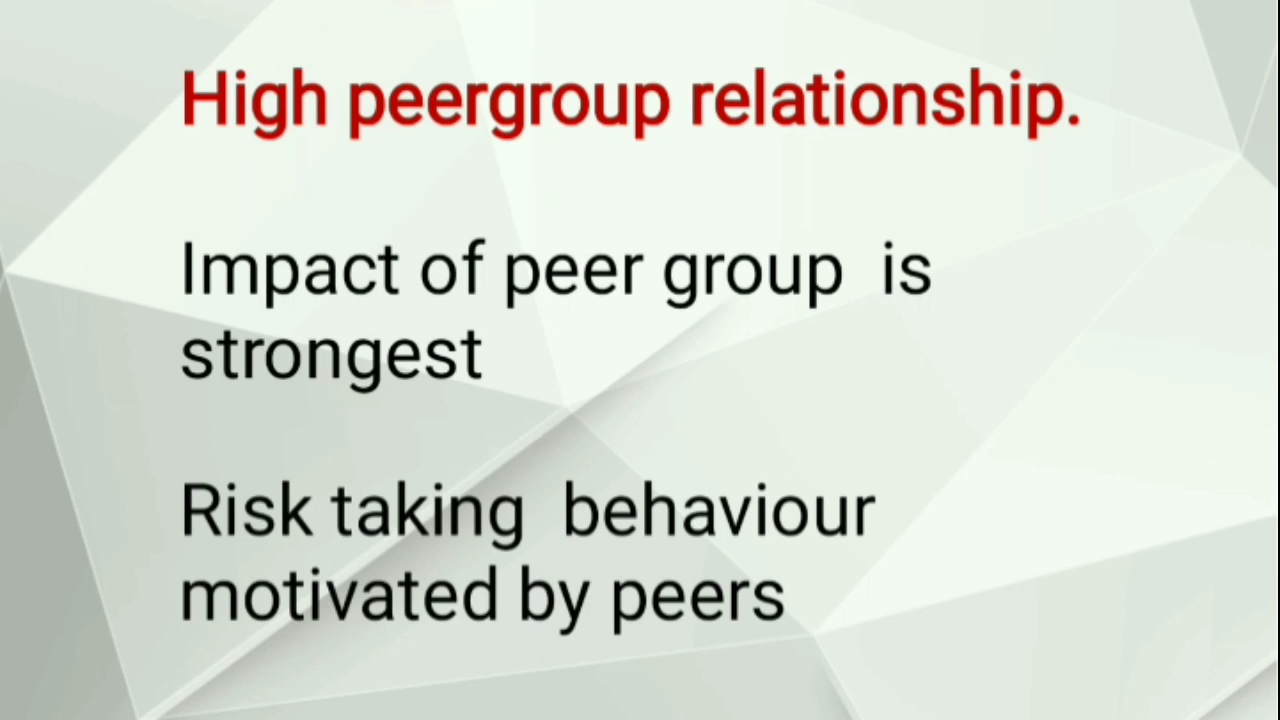 High peergroup relationship.
Impact of peer group  is
strongest
Risk taking  behaviour
motivated by peers